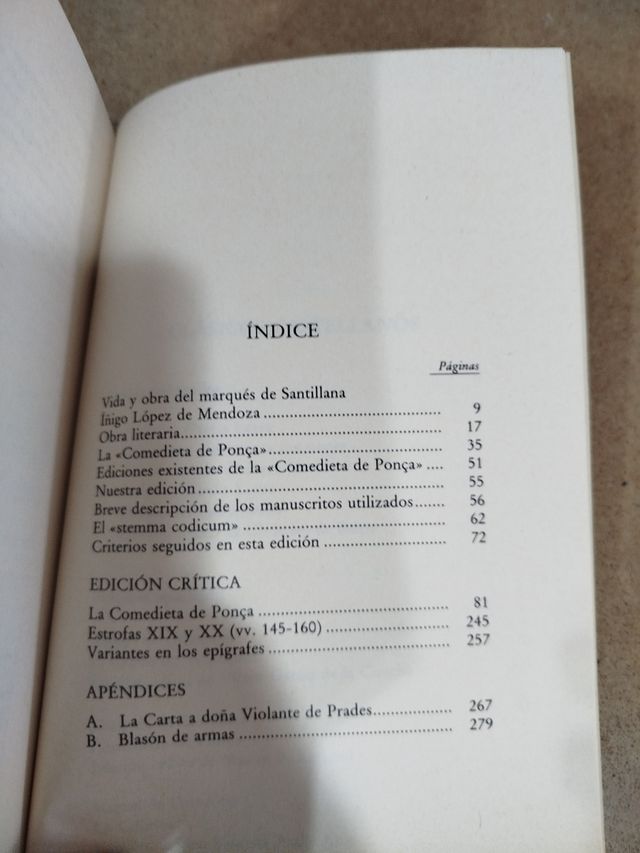 ÍNDICE
Páginas
Vida y obra del marqués de Santillana
Íñigo López de Mendoza ........................................ 9
Obra literaria........................................................ 17
La «Comedieta de Ponça»...................................... 35
Ediciones existentes de la «Comedieta de Ponça» .... 51
Nuestra edición .................................................... 55
Breve descripción de los manuscritos utilizados....... 56
El «stemma codicum» ........................................... 62
Criterios seguidos en esta edición .......................... 72
EDICIÓN CRÍTICA
La Comedieta de Ponça ........................................ 81
Estrofas XIX y XX (vv. 145-160) ........................... 245
Variantes en los epígrafes ...................................... 257
APÉNDICES
A. La Carta a doña Violante de Prades................. 267
B. Blasón de armas ............................................ 279